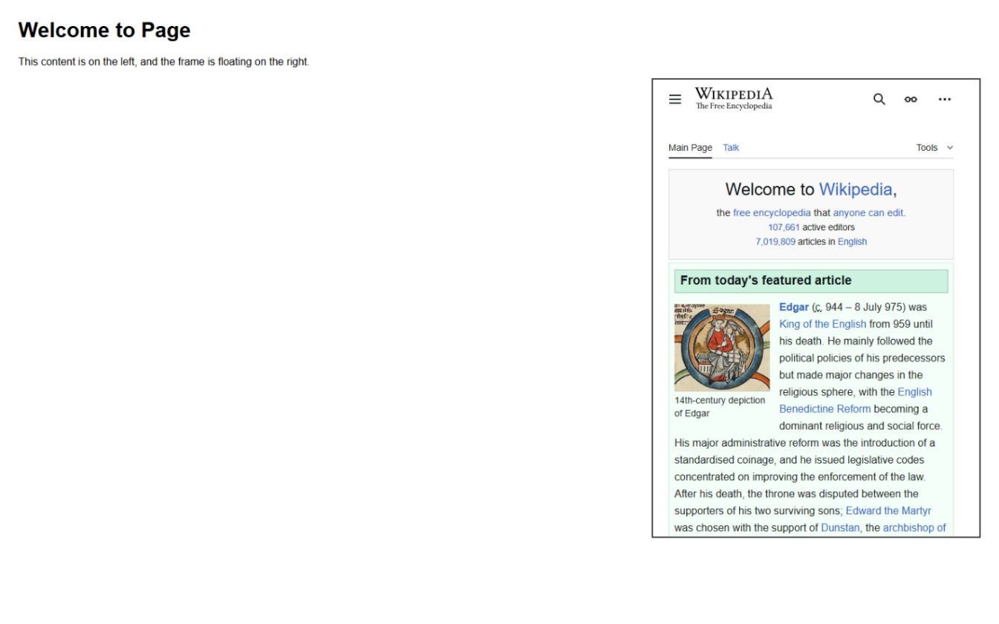 Welcome to Page
This content is on the left, and the frame is floating on the right.
WIKIPEDIA
The Free Encyclopedia
Main Page Talk Tools
Welcome to Wikipedia,
the free encyclopedia that anyone can edit.
107,661 active editors
7,019,809 articles in English
From today's featured article
14th-century depiction
of Edgar
Edgar (c. 944 – 8 July 975) was
King of the English from 959 until
his death. He mainly followed the
political policies of his predecessors
but made major changes in the
religious sphere, with the English
Benedictine Reform becoming a
dominant religious and social force.
His major administrative reform was the introduction of a
standardised coinage, and he issued legislative codes
concentrated on improving the enforcement of the law.
After his death, the throne was disputed between the
supporters of his two surviving sons; Edward the Martyr
was chosen with the support of Dunstan, the archbishop of